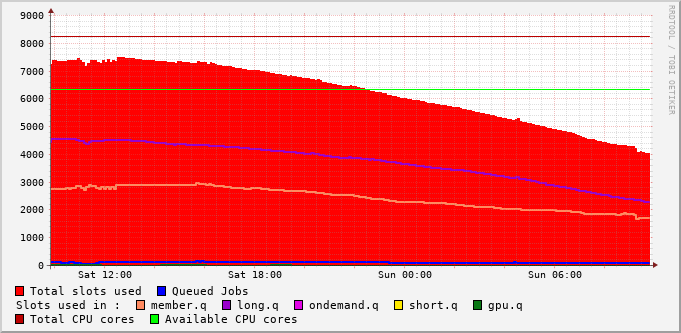 9000
8000
7000
6000
5000
4000
3000
2000
1000
0
Sat 12:00 Sat 18:00 Sun 00:00 Sun 06:00
Total slots used Queued Jobs
Slots used in : member.q long.q ondemand.q short.q gpu.q
Total CPU cores Available CPU cores
RRDTOOL / TOBI OETIKER